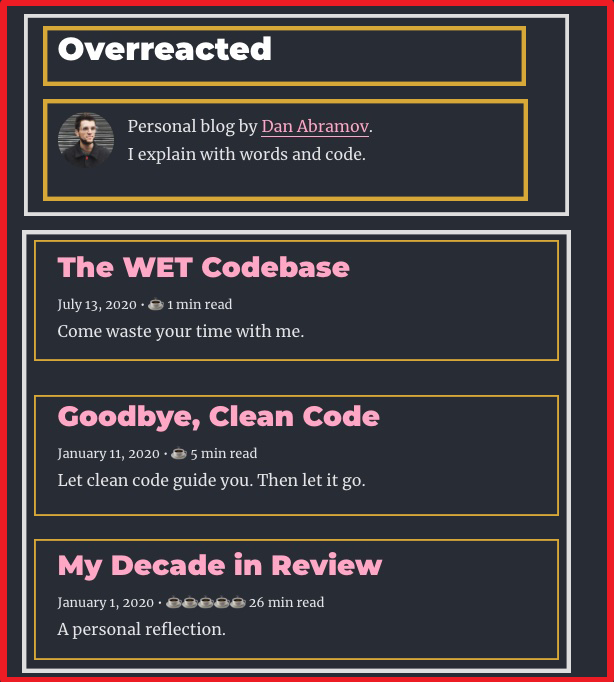 Overreacted
Personal blog by Dan Abramov.
I explain with words and code.
The WET Codebase
July 13, 2020 • ☕ 1 min read
Come waste your time with me.
Goodbye, Clean Code
January 11, 2020 • ☕ 5 min read
Let clean code guide you. Then let it go.
My Decade in Review
January 1, 2020 • ☕☕☕☕☕ 26 min read
A personal reflection.